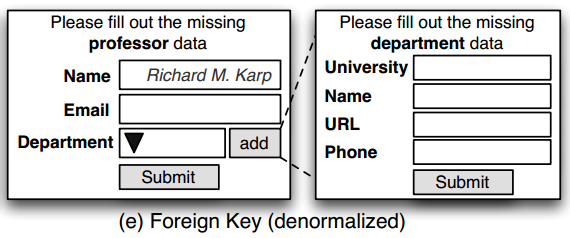 Please fill out the missing
professor data
Name Richard M. Karp
Email
Department add
Submit
Please fill out the missing
department data
University
Name
URL
Phone
Submit
(e) Foreign Key (denormalized)